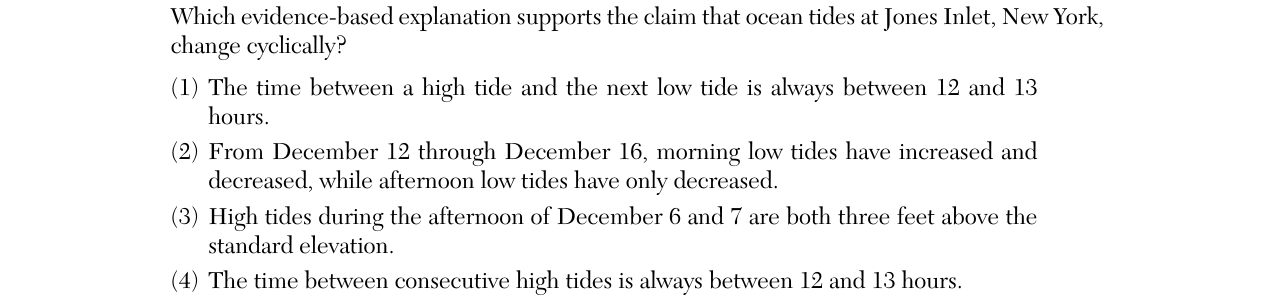 Which evidence-based explanation supports the claim that ocean tides at Jones Inlet, New York,
change cyclically?
(1) The time between a high tide and the next low tide is always between 12 and 13
hours.
(2) From December 12 through December 16, morning low tides have increased and
decreased, while afternoon low tides have only decreased.
(3) High tides during the afternoon of December 6 and 7 are both three feet above the
standard elevation.
(4) The time between consecutive high tides is always between 12 and 13 hours.